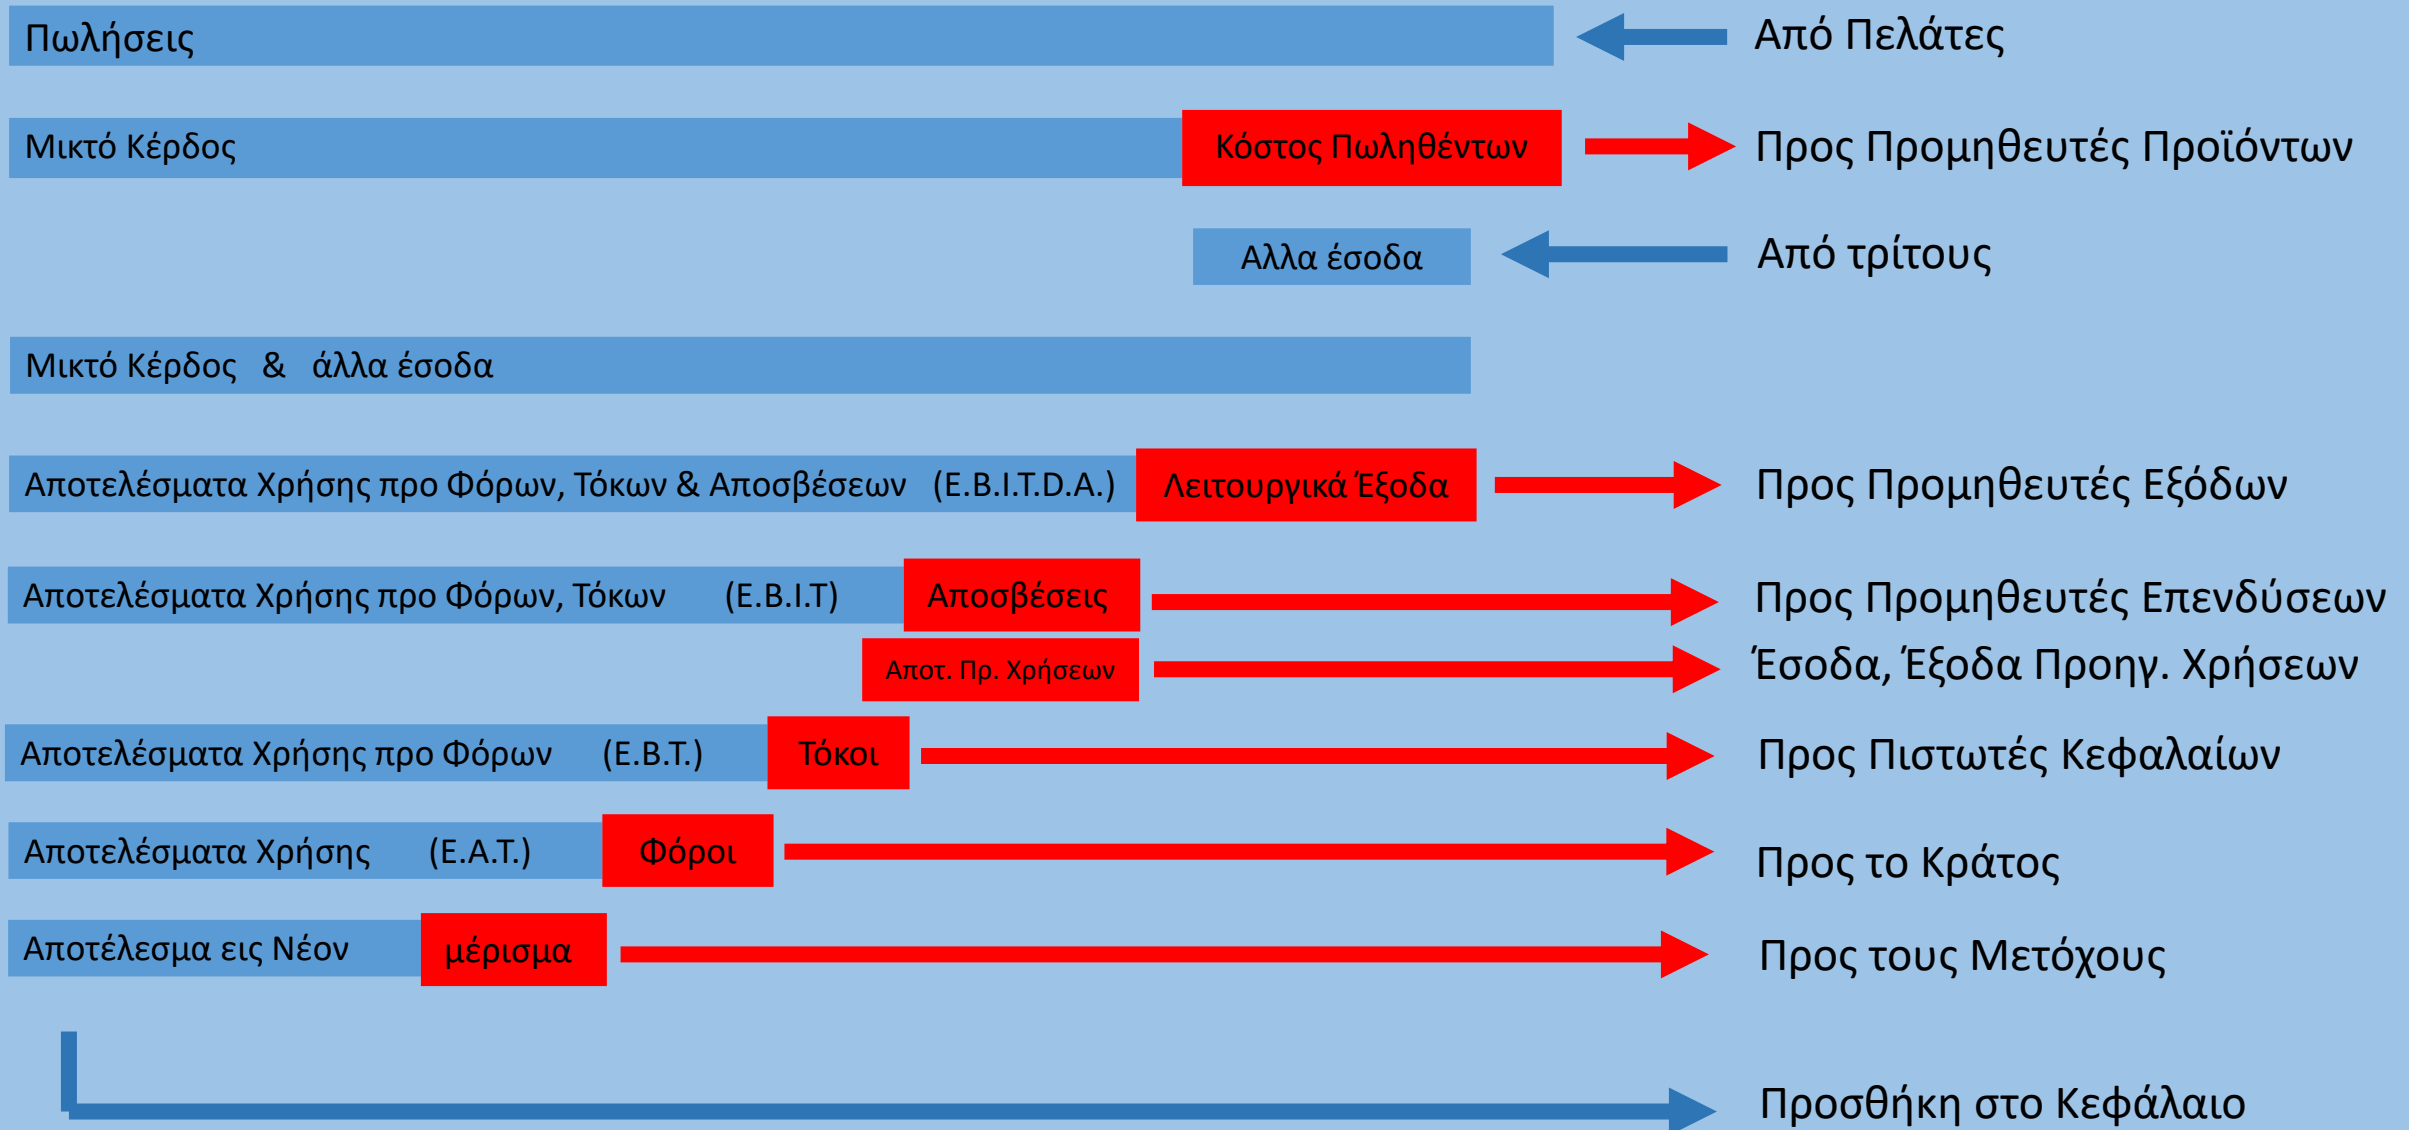 Πωλήσεις Από Πελάτες
Μικτό Κέρδος Κόστος Πωληθέντων Προς Προμηθευτές Προϊόντων
Αλλα έσοδα Από τρίτους
Μικτό Κέρδος & άλλα έσοδα
Αποτελέσματα Χρήσης προ Φόρων, Τόκων & Αποσβέσεων (E.B.I.T.D.A.) Λειτουργικά Έξοδα Προς Προμηθευτές Εξόδων
Αποτελέσματα Χρήσης προ Φόρων, Τόκων (E.B.I.T) Αποσβέσεις Προς Προμηθευτές Επενδύσεων
Αποτ. Πρ. Χρήσεων Έσοδα, Έξοδα Προηγ. Χρήσεων
Αποτελέσματα Χρήσης προ Φόρων (E.B.T.) Τόκοι Προς Πιστωτές Κεφαλαίων
Αποτελέσματα Χρήσης (E.A.T.) Φόροι Προς το Κράτος
Αποτέλεσμα εις Νέον μέρισμα Προς τους Μετόχους
Προσθήκη στο Κεφάλαιο